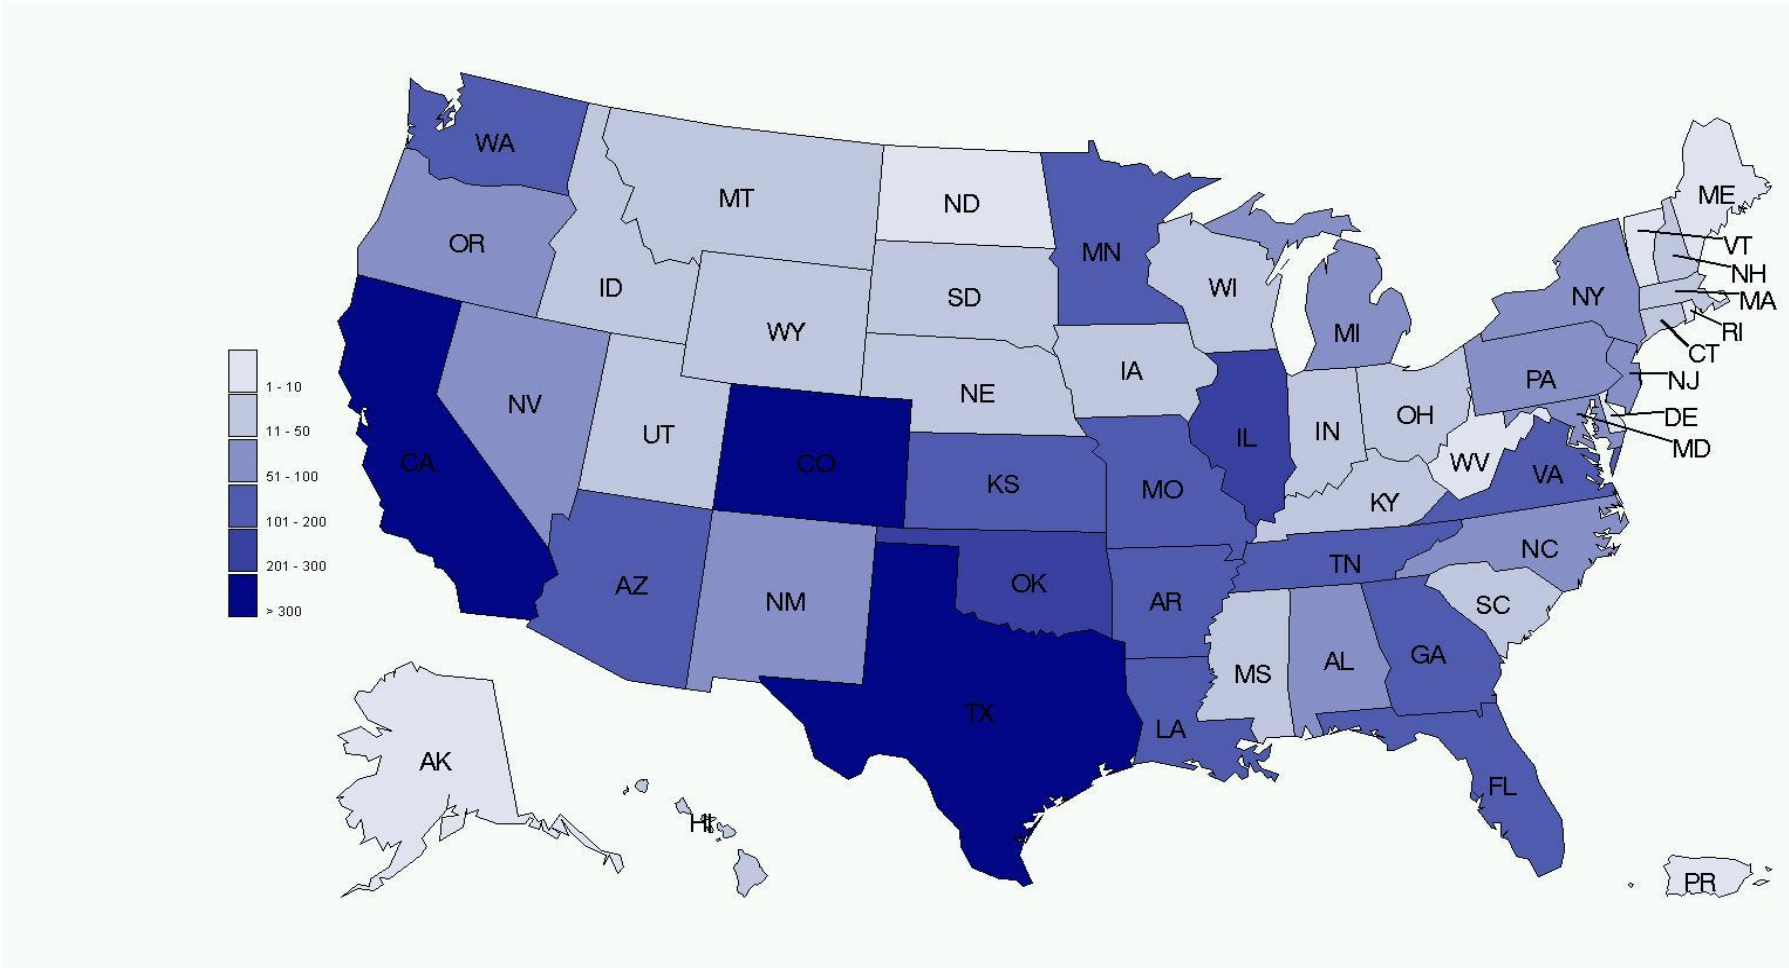 WA
MT
ND
ME
OR
MN
VT
NH
ID
SD
WI
NY
MA
WY
MI
RI
CT
IA
PA
NJ
NE
1 - 10
NV
OH
DE
11 - 50
UT
IN
IL
MD
CA
CO
WV
51 - 100
KS
MO
VA
KY
101 - 200
NC
201 - 300
TN
AZ
OK
NM
AR
SC
> 300
GA
AL
MS
TX
LA
AK
FL
HI
PR